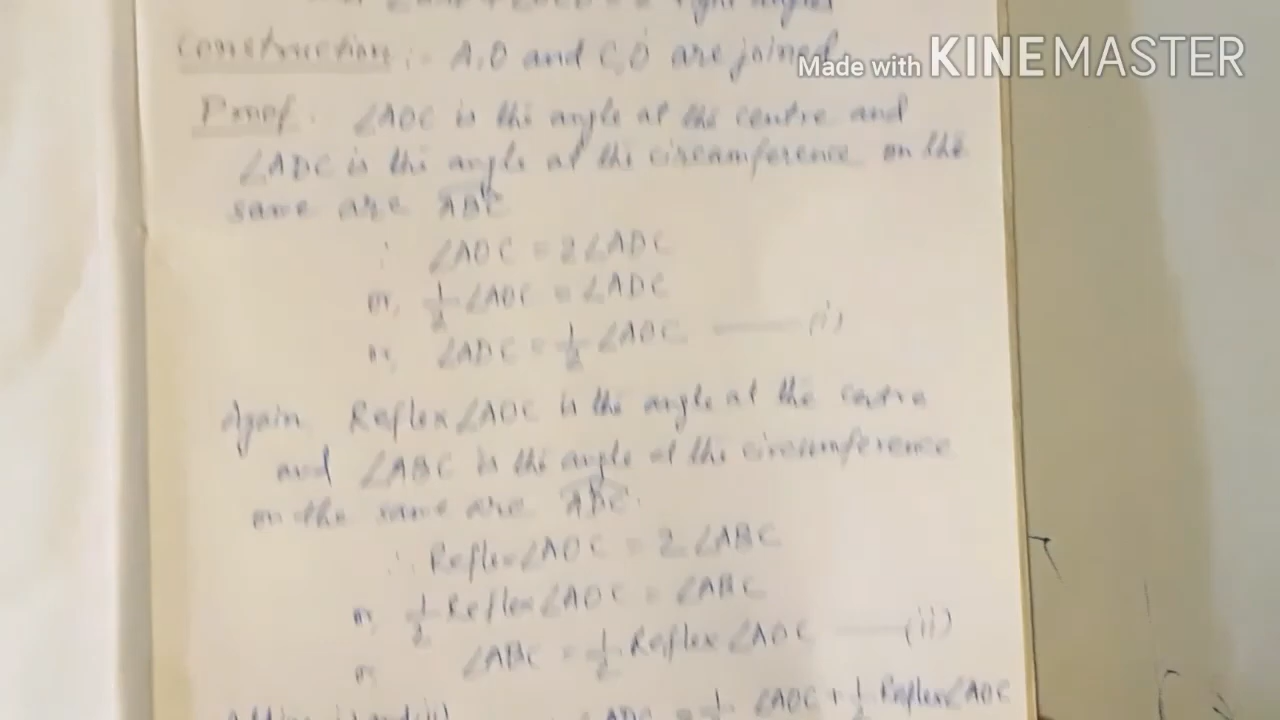 = 2 right angles
Construction :- A,O and C,O are joined.
Made with KINEMASTER
Proof. ∠AOC is the angle at the centre and
∠ADC is the angle at the circumference on the
same arc ABC
∴ ∠AOC = 2∠ADC
or, 1/2 ∠AOC = ∠ADC
or, ∠ADC = 1/2 ∠AOC —— (i)
Again Reflex ∠AOC is the angle at the centre
and ∠ABC is the angle at the circumference
on the same arc ADC.
∴ Reflex ∠AOC = 2∠ABC
or, 1/2 Reflex ∠AOC = ∠ABC
or, ∠ABC = 1/2 Reflex ∠AOC —— (ii)
∠ADC = 1/2 ∠AOC + 1/2 Reflex ∠AOC